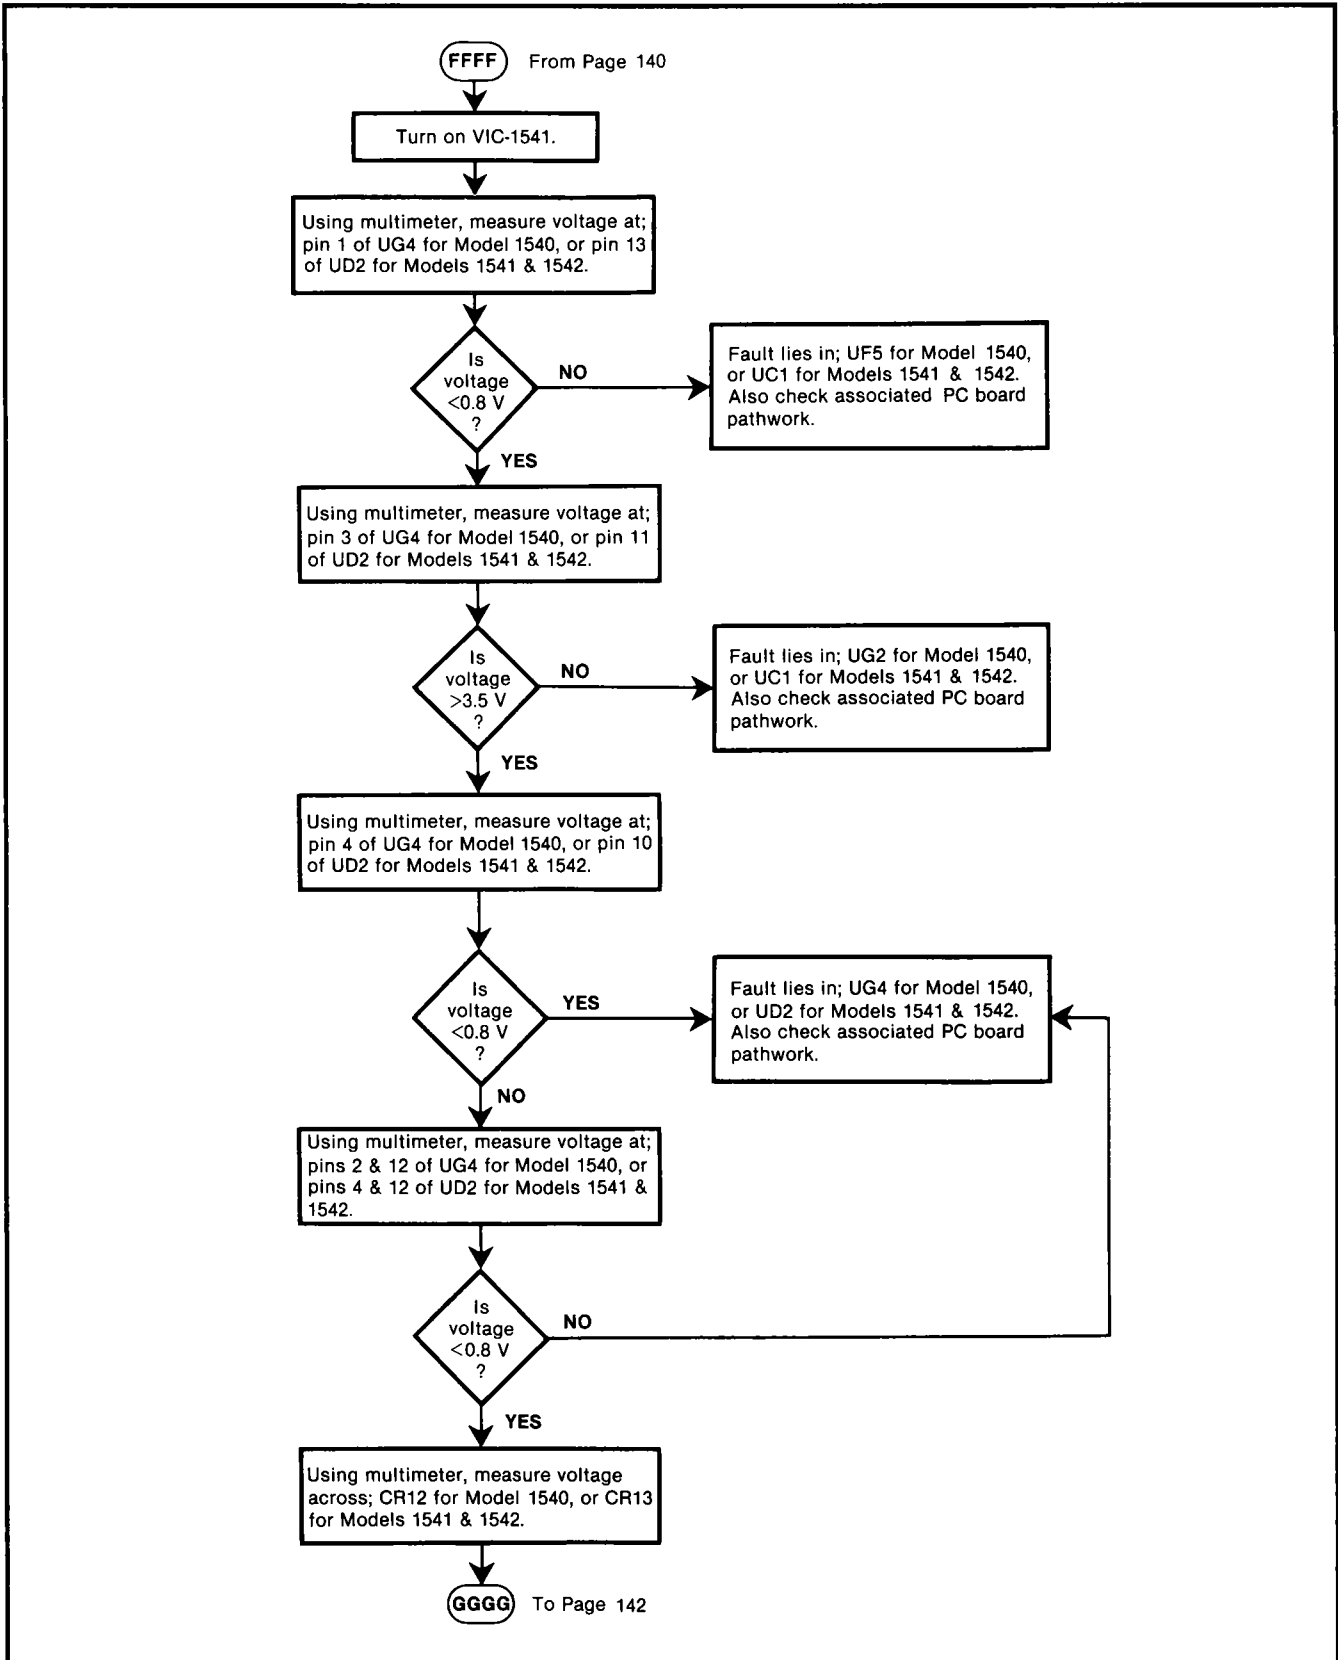 FFFF From Page 140
Turn on VIC-1541.
Using multimeter, measure voltage at;
pin 1 of UG4 for Model 1540, or pin 13
of UD2 for Models 1541 & 1542.
Is
voltage
<0.8 V
?
NO
Fault lies in; UF5 for Model 1540,
or UC1 for Models 1541 & 1542.
Also check associated PC board
pathwork.
YES
Using multimeter, measure voltage at;
pin 3 of UG4 for Model 1540, or pin 11
of UD2 for Models 1541 & 1542.
Is
voltage
>3.5 V
?
NO
Fault lies in; UG2 for Model 1540,
or UC1 for Models 1541 & 1542.
Also check associated PC board
pathwork.
YES
Using multimeter, measure voltage at;
pin 4 of UG4 for Model 1540, or pin 10
of UD2 for Models 1541 & 1542.
Is
voltage
<0.8 V
?
YES
Fault lies in; UG4 for Model 1540,
or UD2 for Models 1541 & 1542.
Also check associated PC board
pathwork.
NO
Using multimeter, measure voltage at;
pins 2 & 12 of UG4 for Model 1540, or
pins 4 & 12 of UD2 for Models 1541 &
1542.
Is
voltage
<0.8 V
?
NO
YES
Using multimeter, measure voltage
across; CR12 for Model 1540, or CR13
for Models 1541 & 1542.
GGGG To Page 142